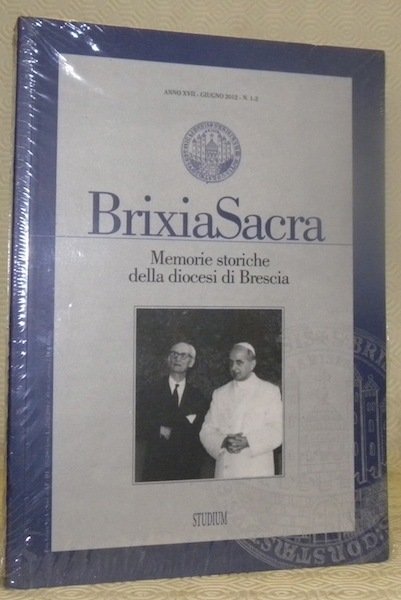 ANNO XVII - GIUGNO 2012 - N. 1-2
BrixiaSacra
Memorie storiche
della diocesi di Brescia
STUDIUM